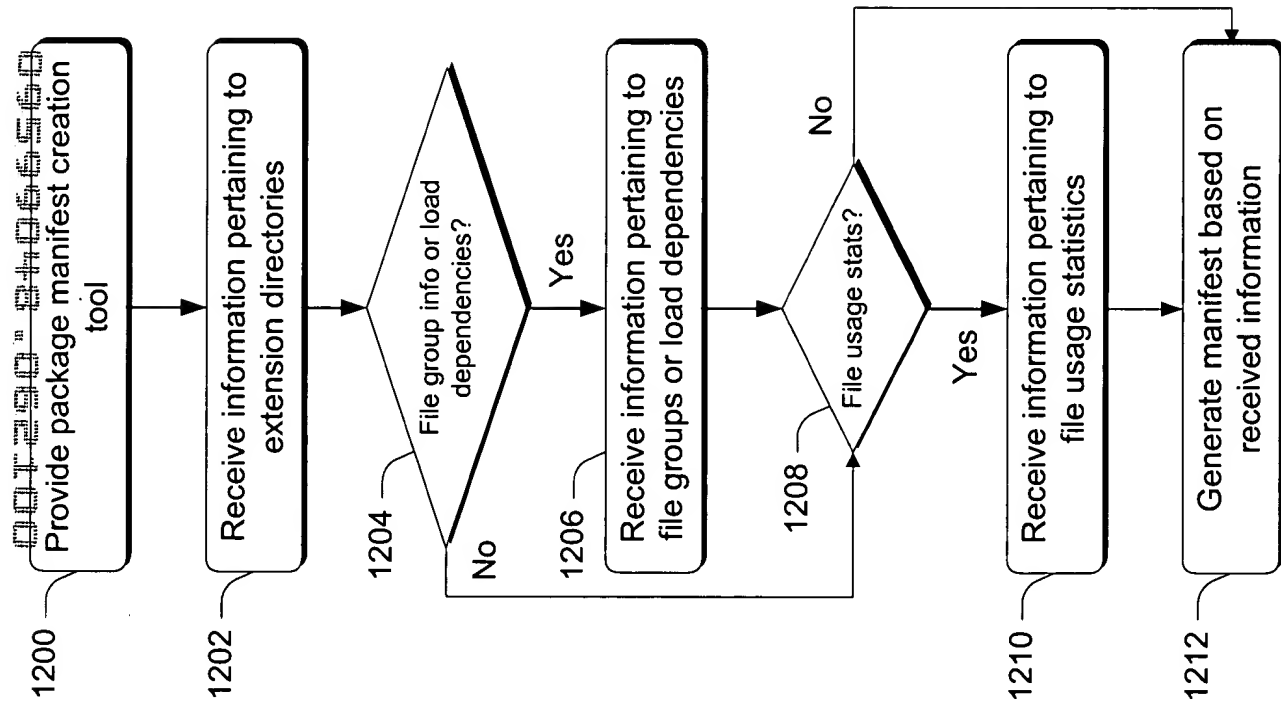 1200
Provide package manifest creation
tool
1202
Receive information pertaining to
extension directories
1204
File group info or load
dependencies?
No
Yes
1206
Receive information pertaining to
file groups or load dependencies
1208
File usage stats?
No
Yes
1210
Receive information pertaining to
file usage statistics
1212
Generate manifest based on
received information